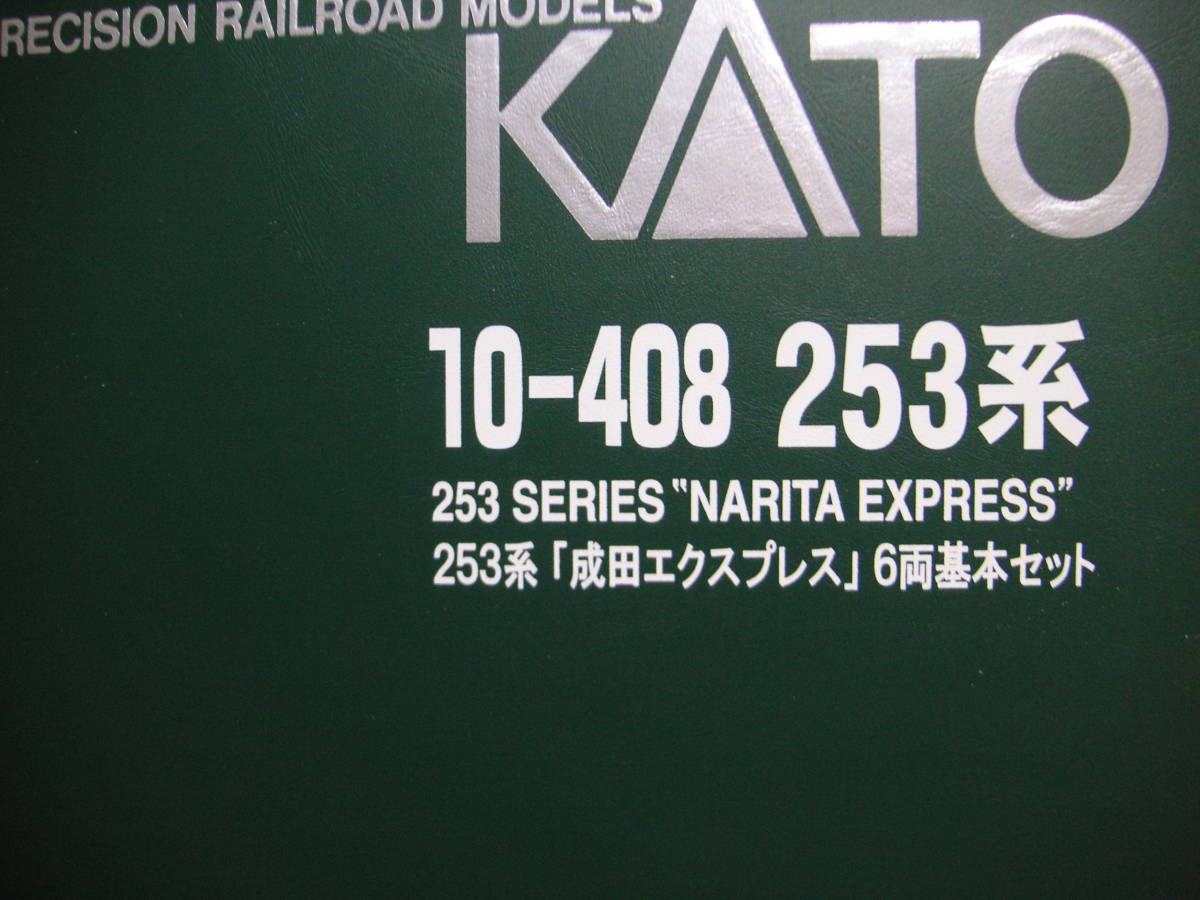 RECISION RAILROAD MODELS
KATO
10-408 253系
253 SERIES “NARITA EXPRESS”
253系「成田エクスプレス」6両基本セット